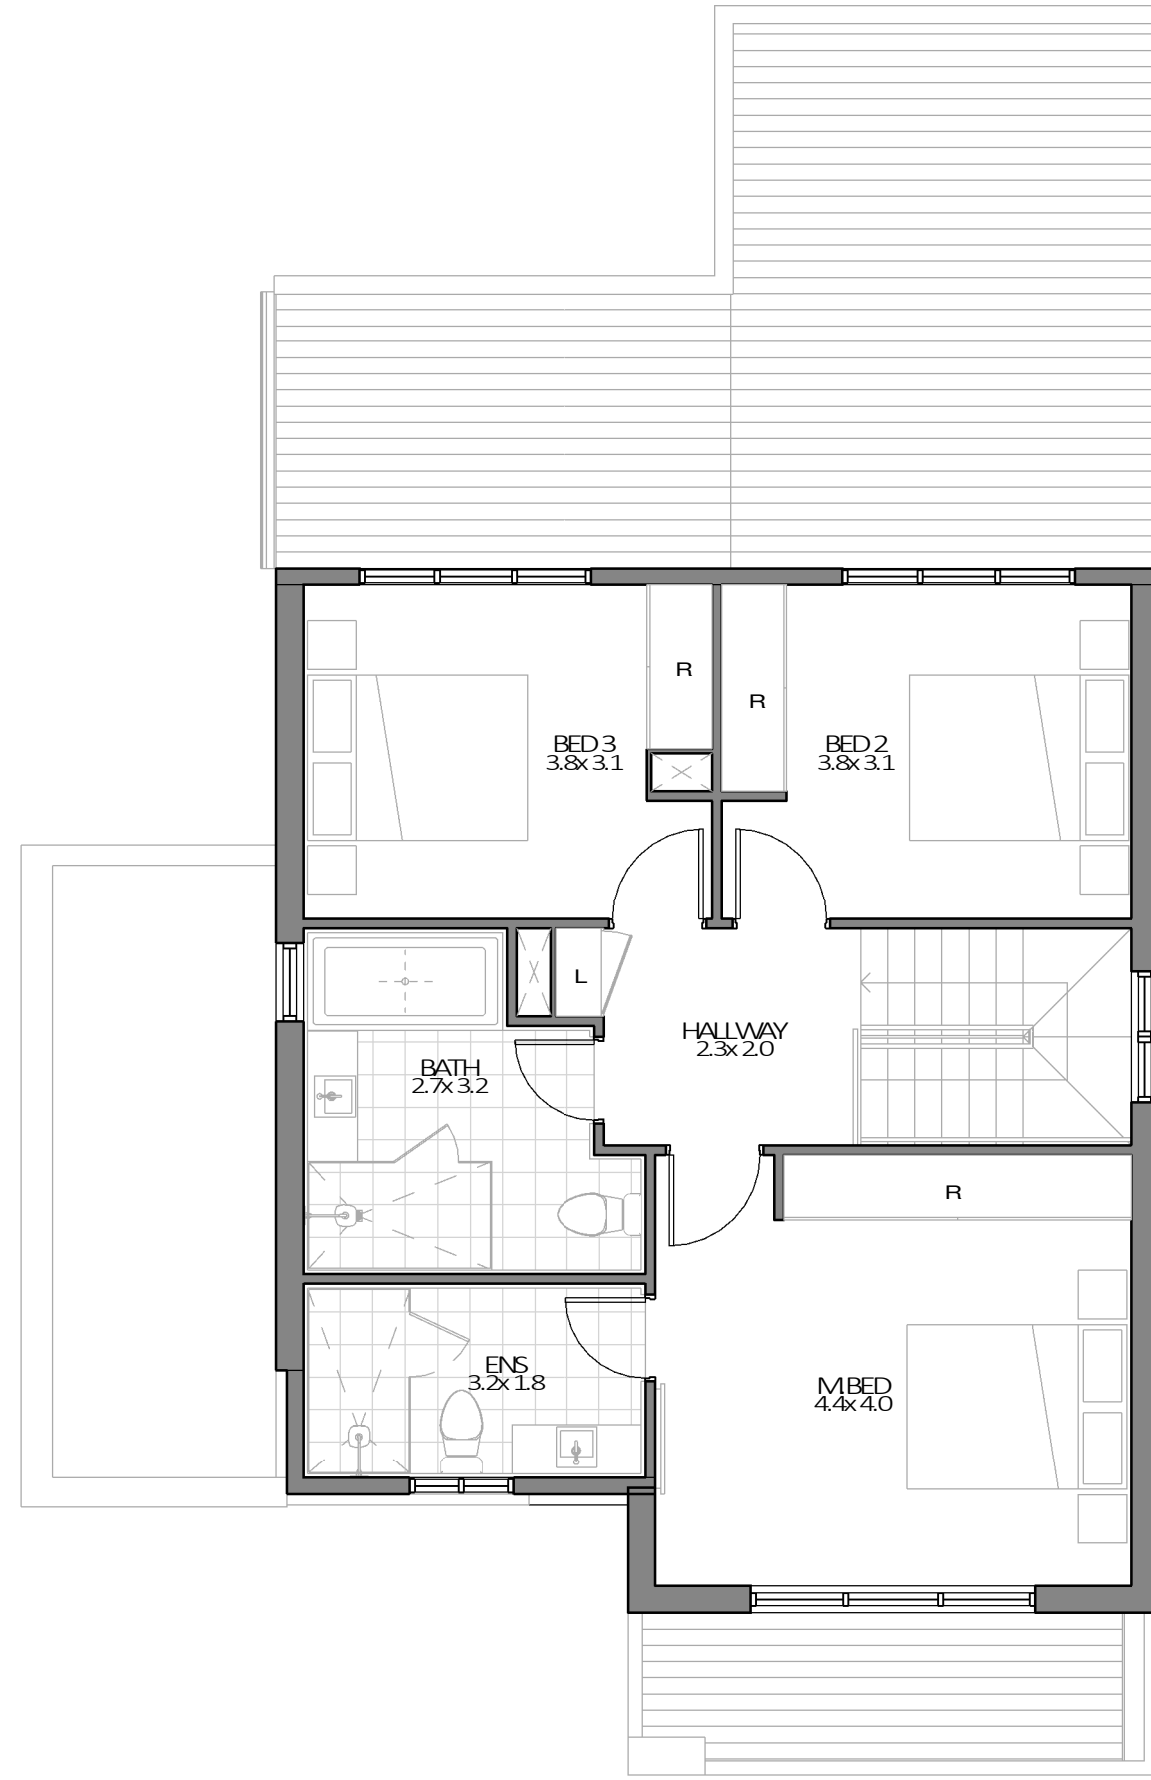 R
R
BED 3
3.8x 3.1
BED 2
3.8x 3.1
L
HALLWAY
2.3x 2.0
BATH
2.7x 3.2
R
ENS
3.2x 1.8
M.BED
4.4x 4.0